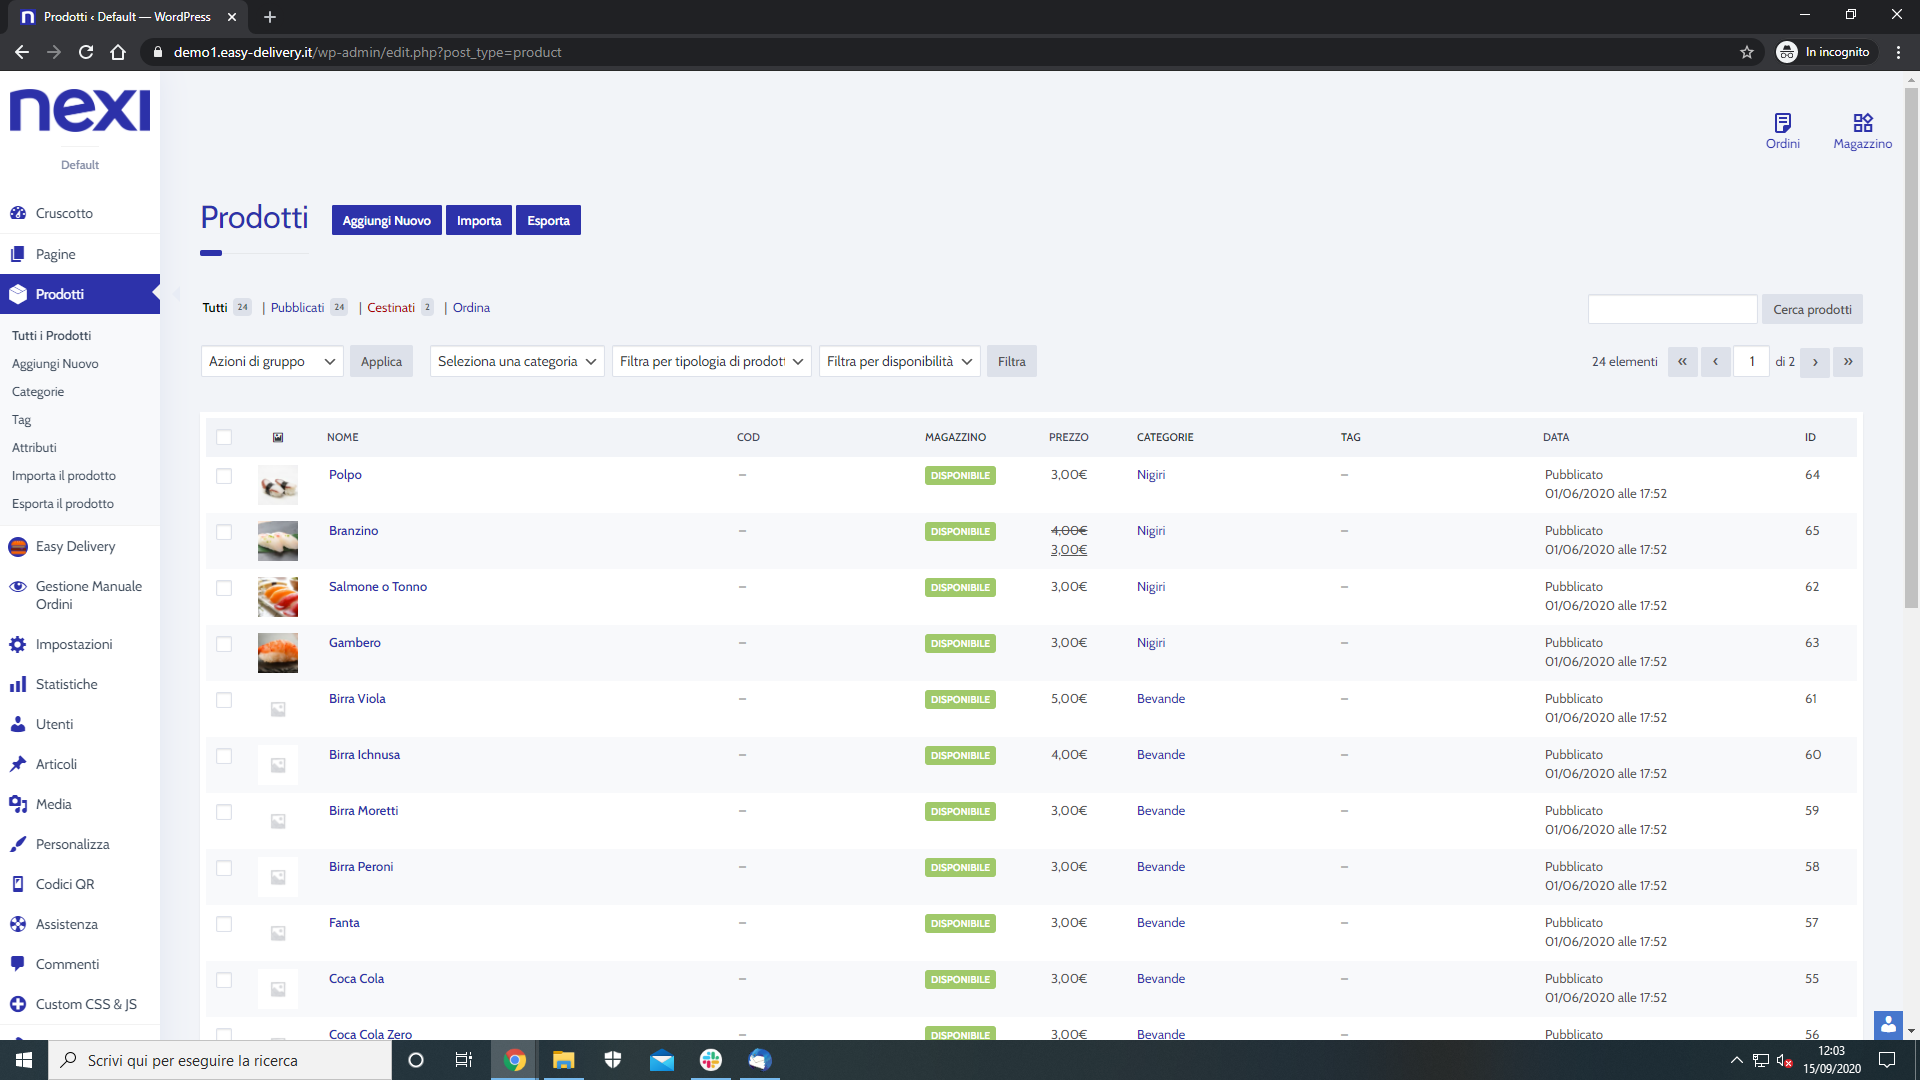 Prodotti ‹ Default — WordPress
demo1.easy-delivery.it/wp-admin/edit.php?post_type=product
In incognito
nexi
Default
Ordini
Magazzino
Cruscotto
Pagine
Prodotti
Tutti i Prodotti
Aggiungi Nuovo
Categorie
Tag
Attributi
Importa il prodotto
Esporta il prodotto
Easy Delivery
Gestione Manuale
Ordini
Impostazioni
Statistiche
Utenti
Articoli
Media
Personalizza
Codici QR
Assistenza
Commenti
Custom CSS & JS
Prodotti Aggiungi Nuovo Importa Esporta
Tutti 24 | Pubblicati 24 | Cestinati 2 | Ordina
Cerca prodotti
Azioni di gruppo Applica Seleziona una categoria Filtra per tipologia di prodott Filtra per disponibilità Filtra
24 elementi « ‹ 1 di 2 › »
NOME COD MAGAZZINO PREZZO CATEGORIE TAG DATA ID
Polpo – DISPONIBILE 3,00€ Nigiri – Pubblicato 64
01/06/2020 alle 17:52
Branzino – DISPONIBILE 4,00€ Nigiri – Pubblicato 65
3,00€ 01/06/2020 alle 17:52
Salmone o Tonno – DISPONIBILE 3,00€ Nigiri – Pubblicato 62
01/06/2020 alle 17:52
Gambero – DISPONIBILE 3,00€ Nigiri – Pubblicato 63
01/06/2020 alle 17:52
Birra Viola – DISPONIBILE 5,00€ Bevande – Pubblicato 61
01/06/2020 alle 17:52
Birra Ichnusa – DISPONIBILE 4,00€ Bevande – Pubblicato 60
01/06/2020 alle 17:52
Birra Moretti – DISPONIBILE 3,00€ Bevande – Pubblicato 59
01/06/2020 alle 17:52
Birra Peroni – DISPONIBILE 3,00€ Bevande – Pubblicato 58
01/06/2020 alle 17:52
Fanta – DISPONIBILE 3,00€ Bevande – Pubblicato 57
01/06/2020 alle 17:52
Coca Cola – DISPONIBILE 3,00€ Bevande – Pubblicato 55
01/06/2020 alle 17:52
Coca Cola Zero – DISPONIBILE 3,00€ Bevande – Pubblicato 56
Scrivi qui per eseguire la ricerca
12:03
15/09/2020